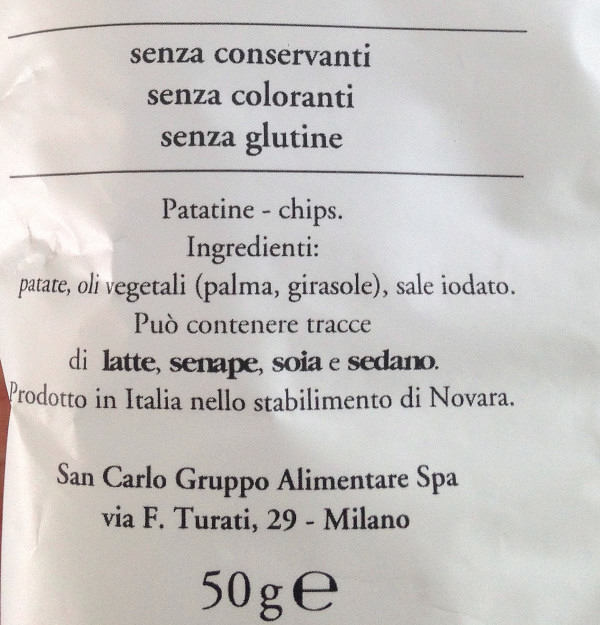 senza conservanti
senza coloranti
senza glutine
Patatine - chips.
Ingredienti:
patate, oli vegetali (palma, girasole), sale iodato.
Può contenere tracce
di latte, senape, soia e sedano.
Prodotto in Italia nello stabilimento di Novara.
San Carlo Gruppo Alimentare Spa
via F. Turati, 29 - Milano
50 g ℮